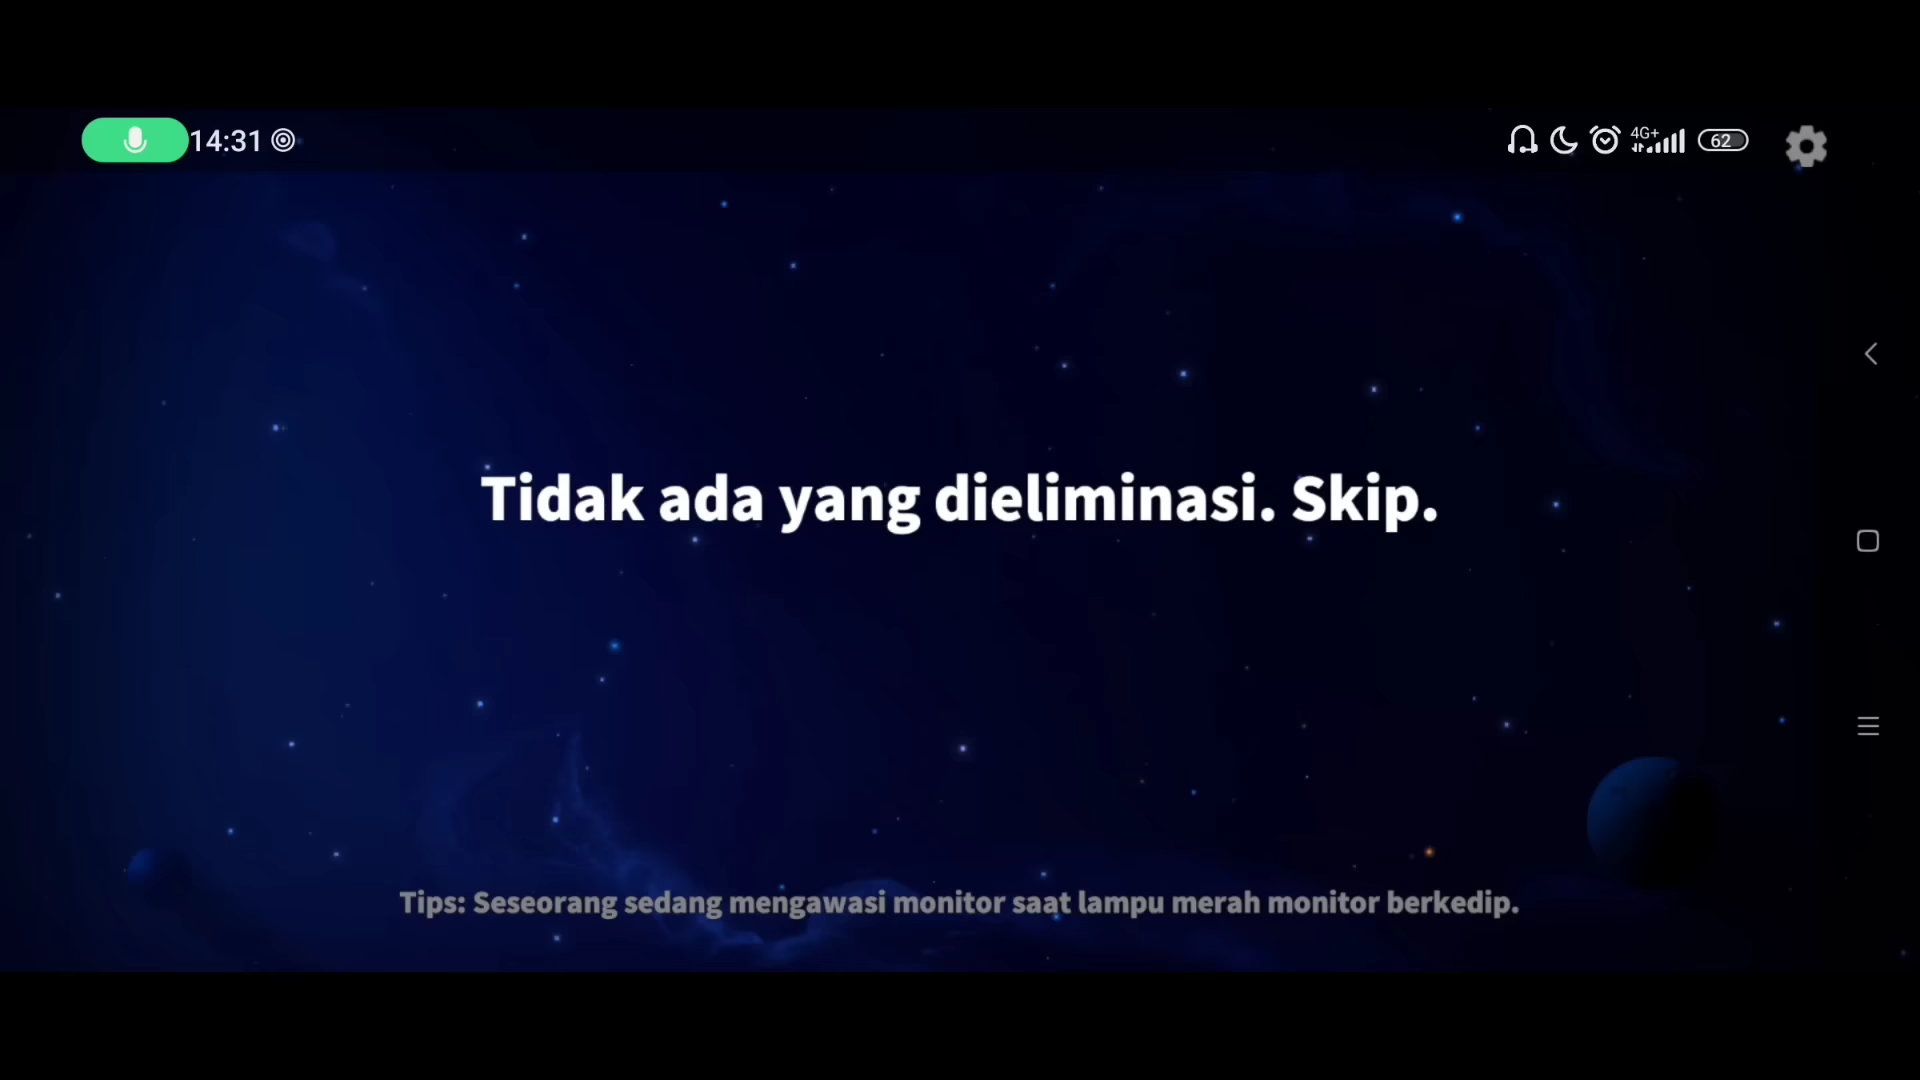 14:31
4G+
62
Tidak ada yang dieliminasi. Skip.
Tips: Seseorang sedang mengawasi monitor saat lampu merah monitor berkedip.